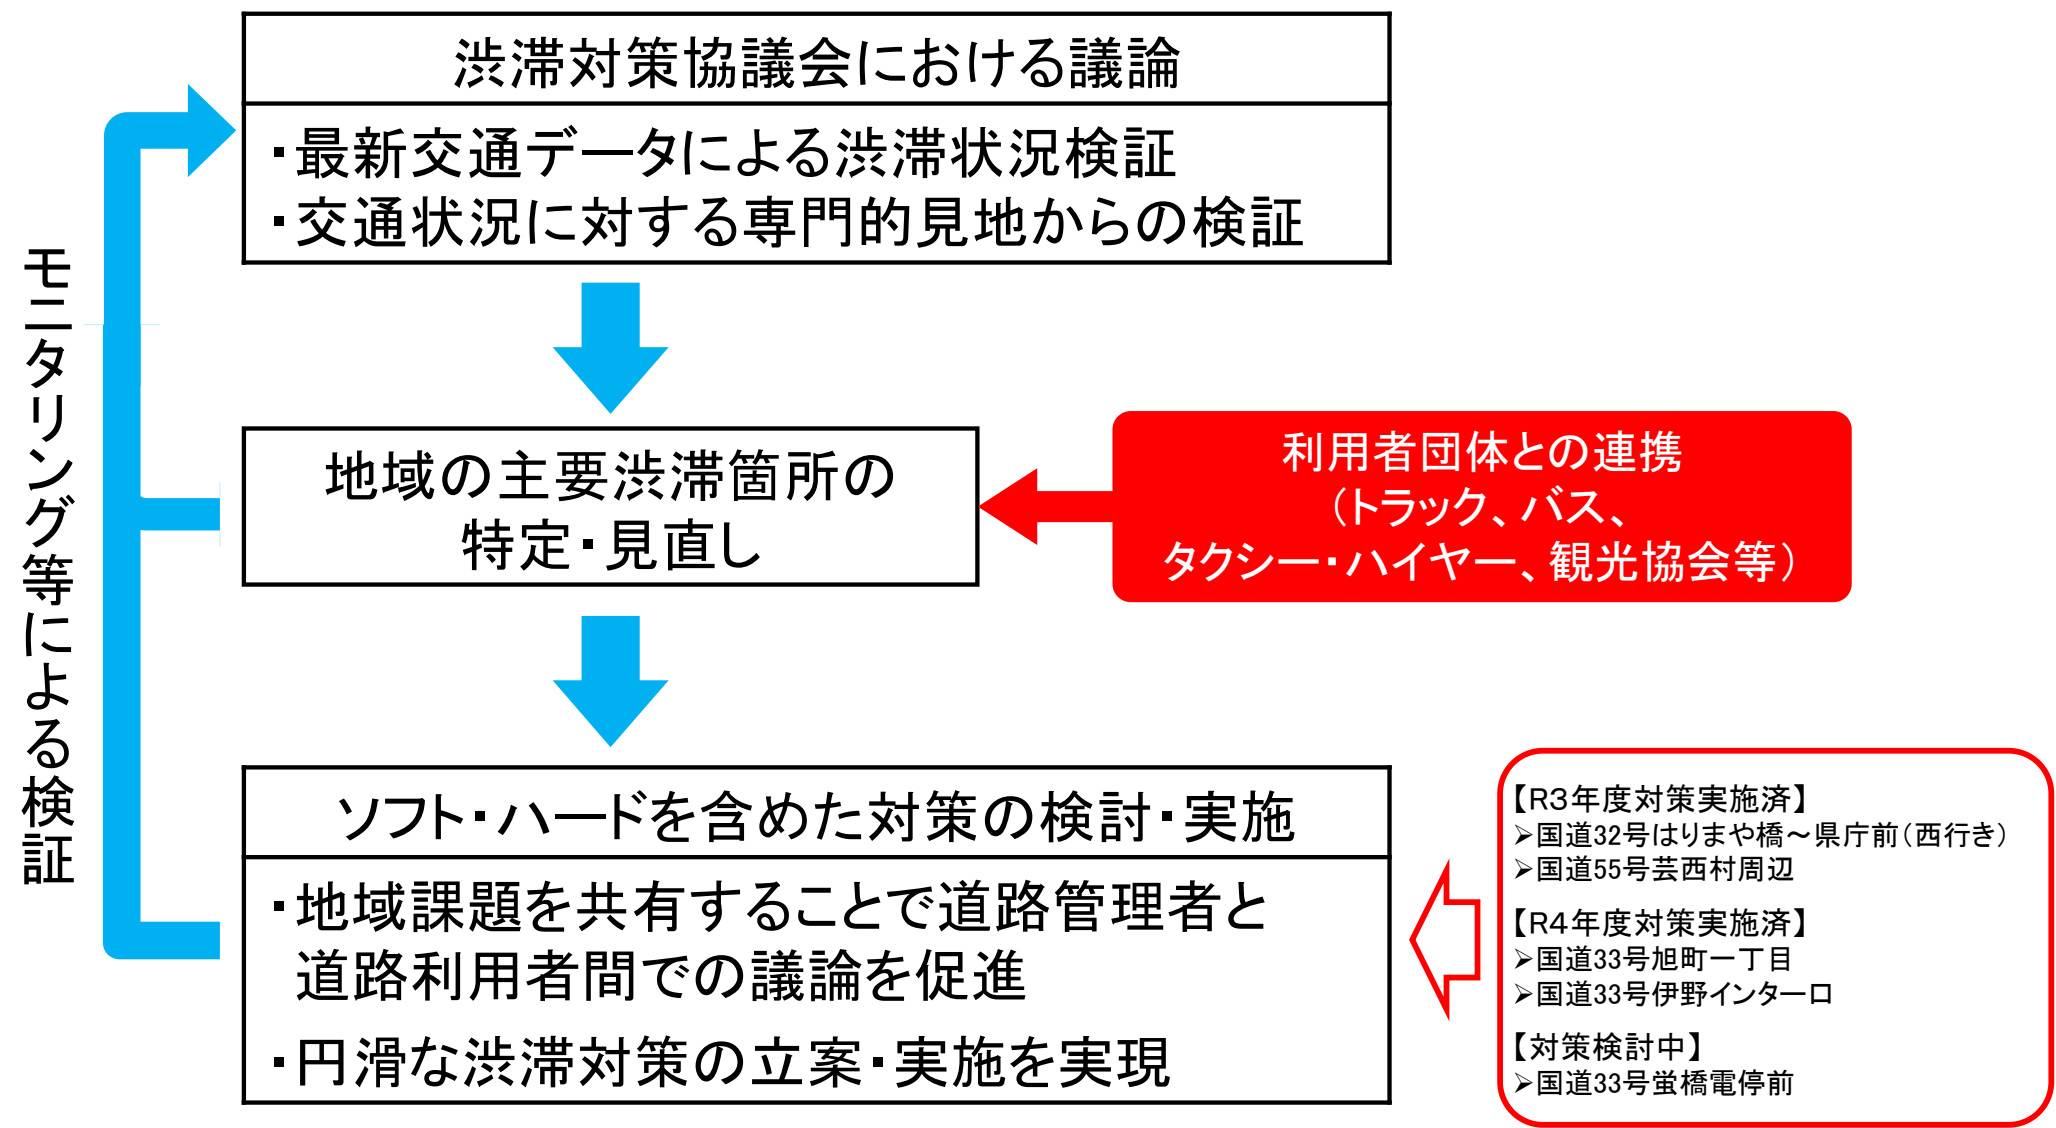 渋滞対策協議会における議論
・最新交通データによる渋滞状況検証
・交通状況に対する専門的見地からの検証
モニタリング等による検証
地域の主要渋滞箇所の
特定・見直し
利用者団体との連携
（トラック、バス、
タクシー・ハイヤー、観光協会等）
ソフト・ハードを含めた対策の検討・実施
・地域課題を共有することで道路管理者と
道路利用者間での議論を促進
・円滑な渋滞対策の立案・実施を実現
【R３年度対策実施済】
➢国道32号はりまや橋～県庁前（西行き）
➢国道55号芸西村周辺
【R４年度対策実施済】
➢国道33号旭町一丁目
➢国道33号伊野インター口
【対策検討中】
➢国道33号蛍橋電停前